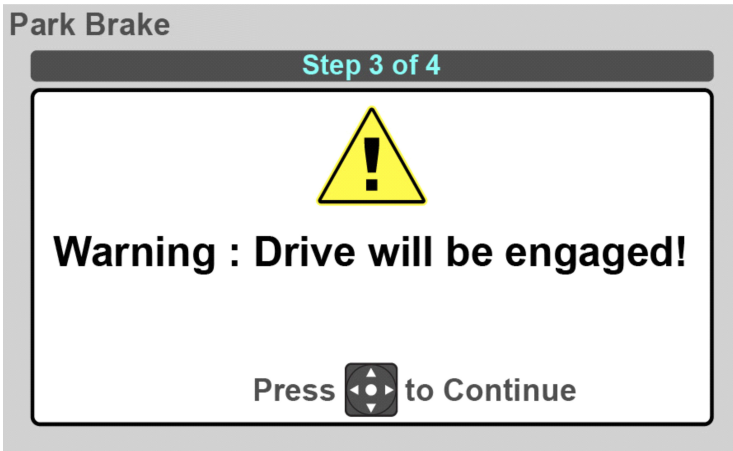 Park Brake
Step 3 of 4
!
Warning : Drive will be engaged!
Press to Continue